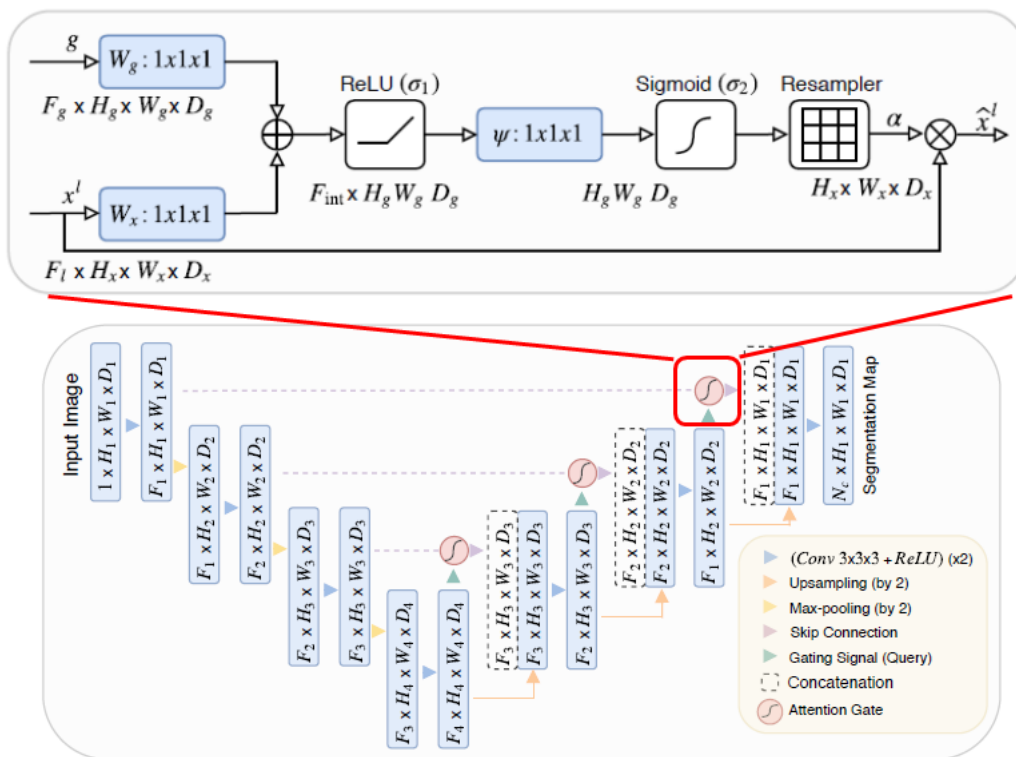 g
W_g : 1x1x1
F_g x H_g x W_g x D_g
x^l
W_x : 1x1x1
F_l x H_x x W_x x D_x
ReLU (σ_1)
F_int x H_g W_g D_g
ψ : 1x1x1
H_g W_g D_g
Sigmoid (σ_2)
Resampler
H_x x W_x x D_x
α
x̂^l
Input Image
1 x H_1 x W_1 x D_1
F_1 x H_1 x W_1 x D_1
F_1 x H_2 x W_2 x D_2
F_2 x H_2 x W_2 x D_2
F_2 x H_3 x W_3 x D_3
F_3 x H_3 x W_3 x D_3
F_3 x H_4 x W_4 x D_4
F_4 x H_4 x W_4 x D_4
F_3 x H_3 x W_3 x D_3
F_3 x H_3 x W_3 x D_3
F_2 x H_3 x W_3 x D_3
F_2 x H_2 x W_2 x D_2
F_2 x H_2 x W_2 x D_2
F_1 x H_2 x W_2 x D_2
F_1 x H_1 x W_1 x D_1
F_1 x H_1 x W_1 x D_1
N_c x H_1 x W_1 x D_1
Segmentation Map
(Conv 3x3x3 + ReLU) (x2)
Upsampling (by 2)
Max-pooling (by 2)
Skip Connection
Gating Signal (Query)
Concatenation
Attention Gate